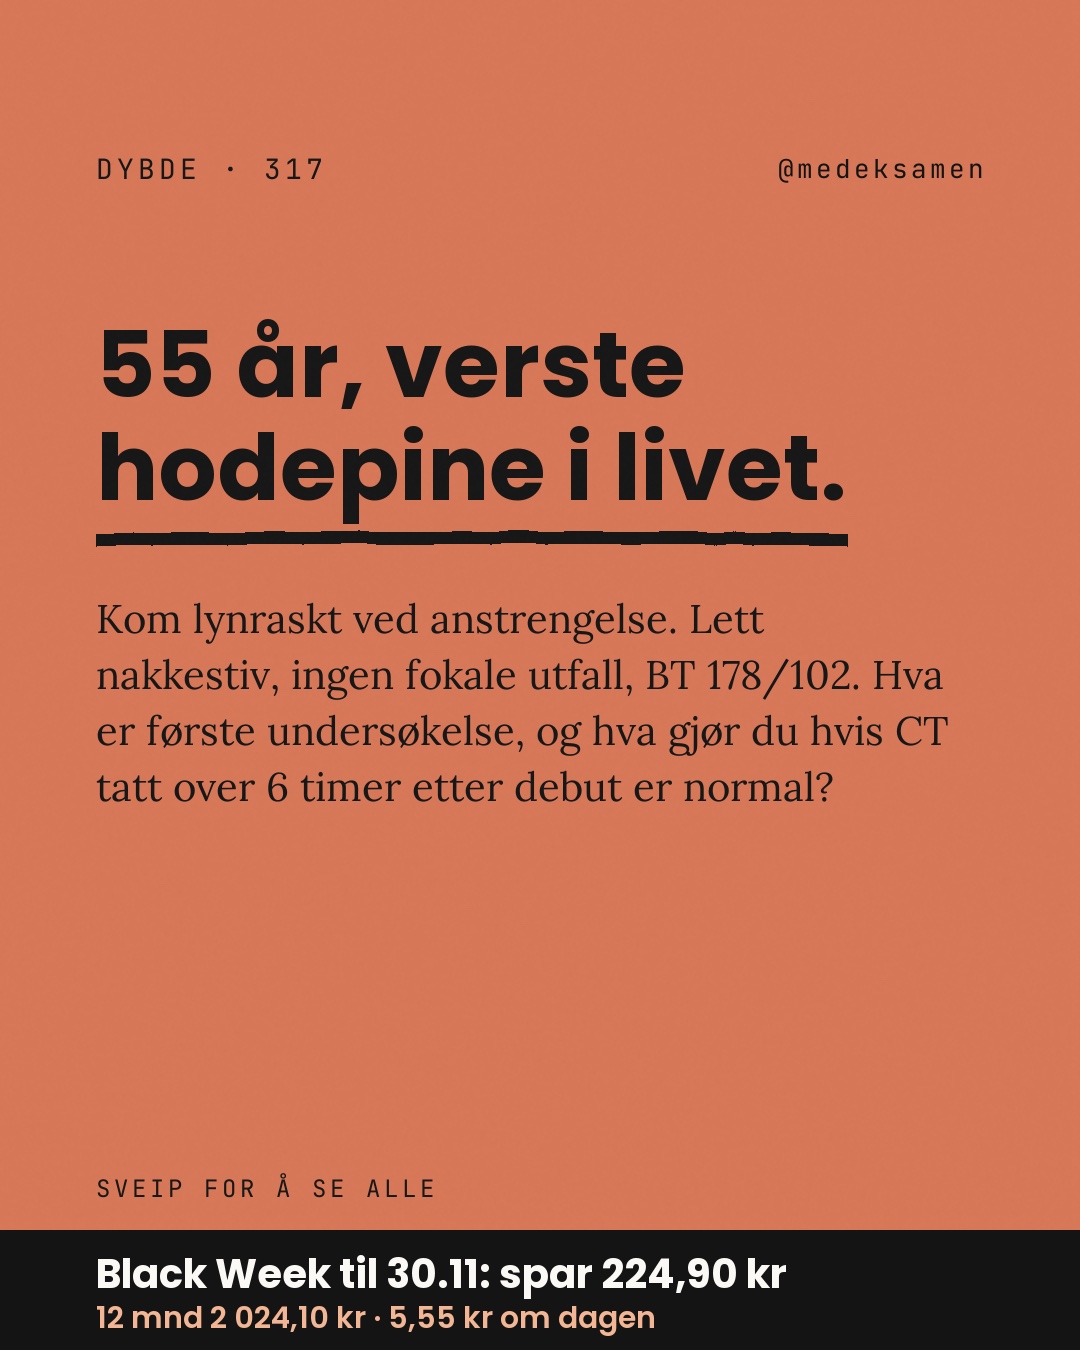 DYBDE · 317
@medeksamen
55 år, verste
hodepine i livet.
Kom lynraskt ved anstrengelse. Lett
nakkestiv, ingen fokale utfall, BT 178/102. Hva
er første undersøkelse, og hva gjør du hvis CT
tatt over 6 timer etter debut er normal?
SVEIP FOR Å SE ALLE
Black Week til 30.11: spar 224,90 kr
12 mnd 2 024,10 kr · 5,55 kr om dagen